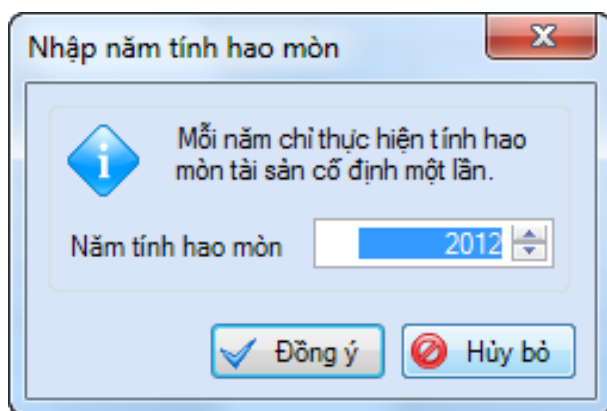 Nhập năm tính hao mòn
Mỗi năm chỉ thực hiện tính hao
mòn tài sản cố định một lần.
Năm tính hao mòn 2012
Đồng ý Hủy bỏ